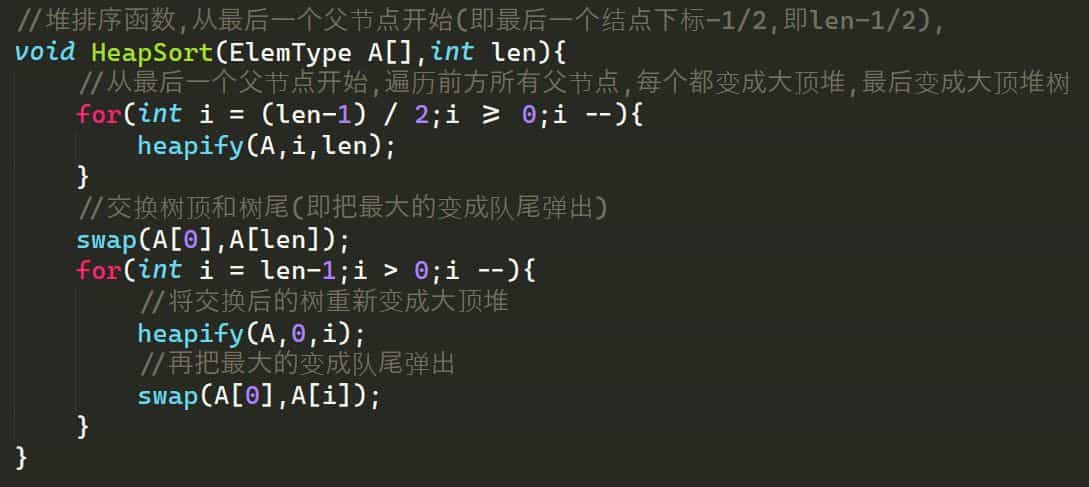 //堆排序函数,从最后一个父节点开始(即最后一个结点下标-1/2,即len-1/2),
void HeapSort(ElemType A[],int len){
    //从最后一个父节点开始,遍历前方所有父节点,每个都变成大顶堆,最后变成大顶堆树
    for(int i = (len-1) / 2;i ≥ 0;i --){
        heapify(A,i,len);
    }
    //交换树顶和树尾(即把最大的变成队尾弹出)
    swap(A[0],A[len]);
    for(int i = len-1;i > 0;i --){
        //将交换后的树重新变成大顶堆
        heapify(A,0,i);
        //再把最大的变成队尾弹出
        swap(A[0],A[i]);
    }
}